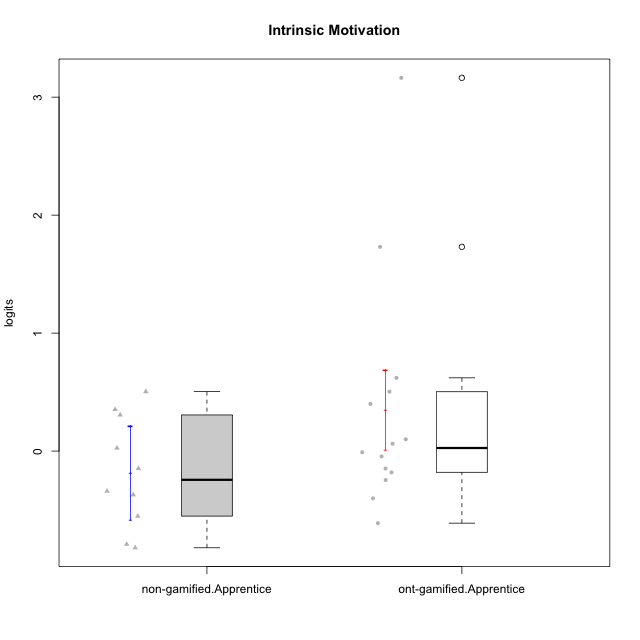 Intrinsic Motivation
logits
3
2
1
0
non-gamified.Apprentice
ont-gamified.Apprentice